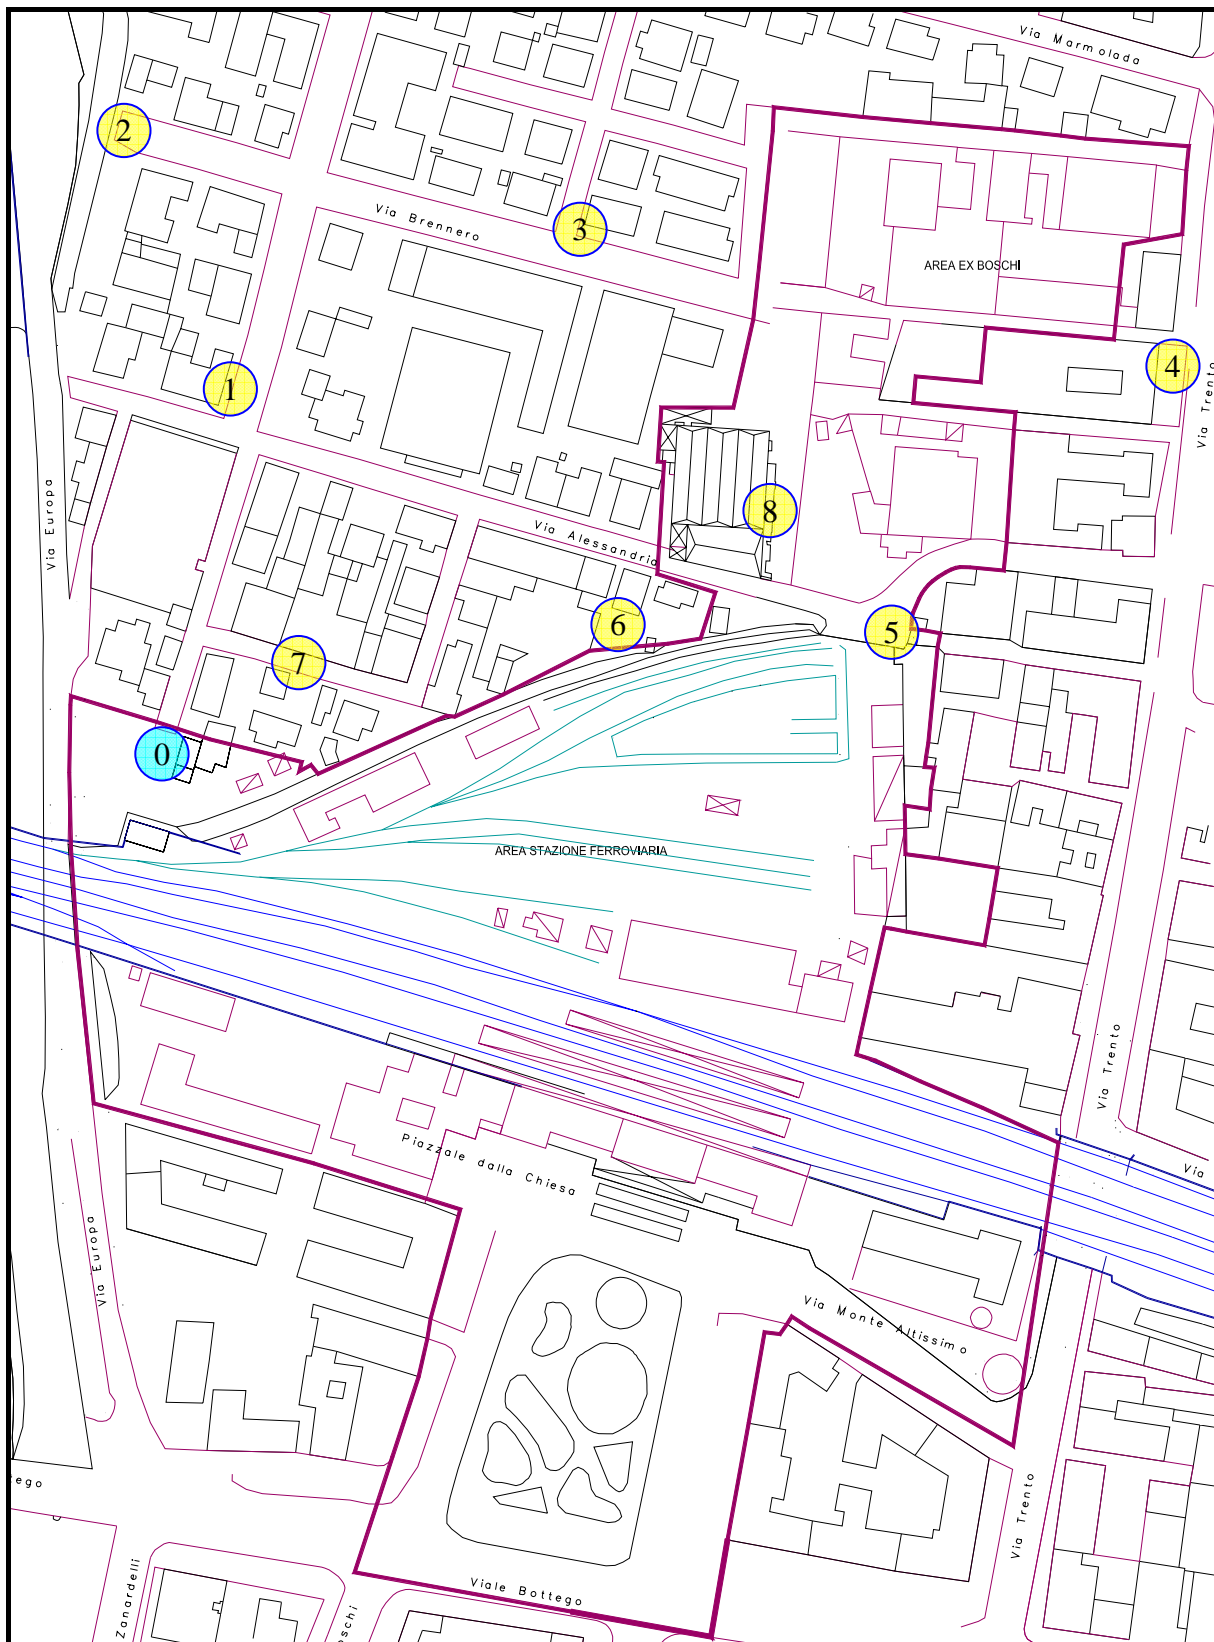 Via Marmolada
2
Via Brennero
3
AREA EX BOSCHI
4
Via Trento
1
Via Europa
8
Via Alessandria
6
5
7
0
AREA STAZIONE FERROVIARIA
Via Trento
Piazzale dalla Chiesa
Via
Via Europa
Via Monte Altissimo
ego
Via Trento
Viale Bottego
Zanardelli
oschi